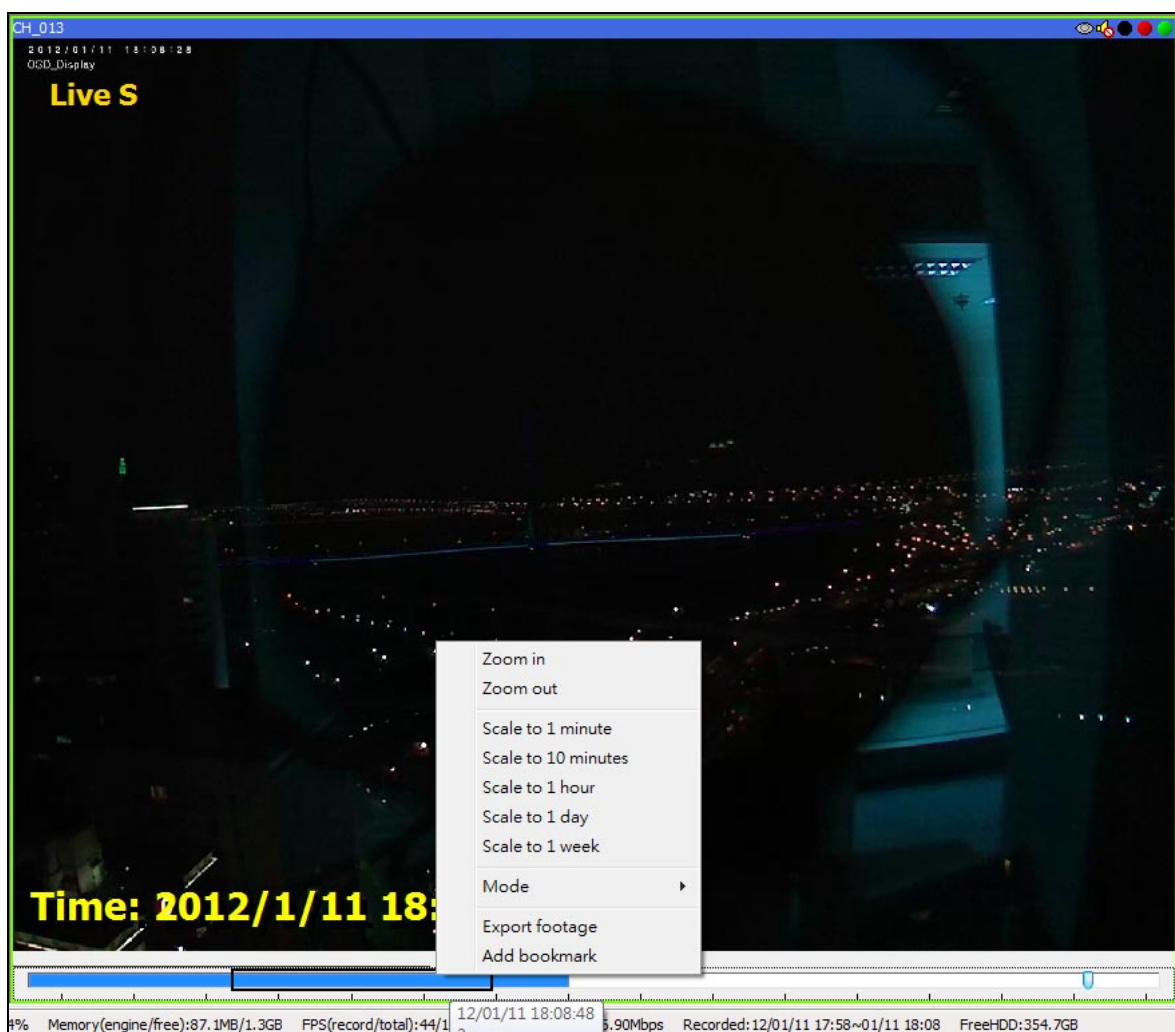 CH_013
2012/01/11 18:08:28
OSD_Display
Live S
Zoom in
Zoom out
Scale to 1 minute
Scale to 10 minutes
Scale to 1 hour
Scale to 1 day
Scale to 1 week
Mode
Export footage
Add bookmark
Time: 2012/1/11 18:
12/01/11 18:08:48
4% Memory(engine/free):87.1MB/1.3GB FPS(record/total):44/1 5.90Mbps Recorded:12/01/11 17:58~01/11 18:08 FreeHDD:354.7GB